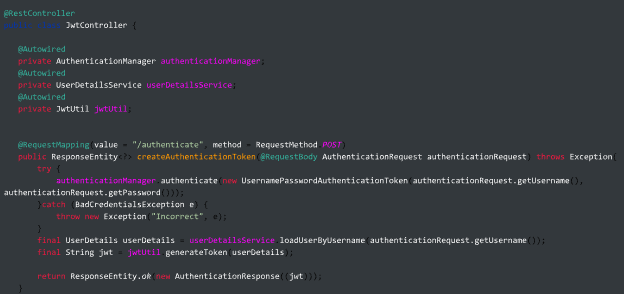 @RestController
public class JwtController {
@Autowired
private AuthenticationManager authenticationManager;
@Autowired
private UserDetailsService userDetailsService;
@Autowired
private JwtUtil jwtUtil;
@RequestMapping(value = "/authenticate", method = RequestMethod.POST)
public ResponseEntity<?> createAuthenticationToken(@RequestBody AuthenticationRequest authenticationRequest) throws Exception{
try {
authenticationManager.authenticate(new UsernamePasswordAuthenticationToken(authenticationRequest.getUsername(),
authenticationRequest.getPassword()));
}catch (BadCredentialsException e) {
throw new Exception("Incorrect", e);
}
final UserDetails userDetails = userDetailsService.loadUserByUsername(authenticationRequest.getUsername());
final String jwt = jwtUtil.generateToken(userDetails);
return ResponseEntity.ok(new AuthenticationResponse((jwt)));
}